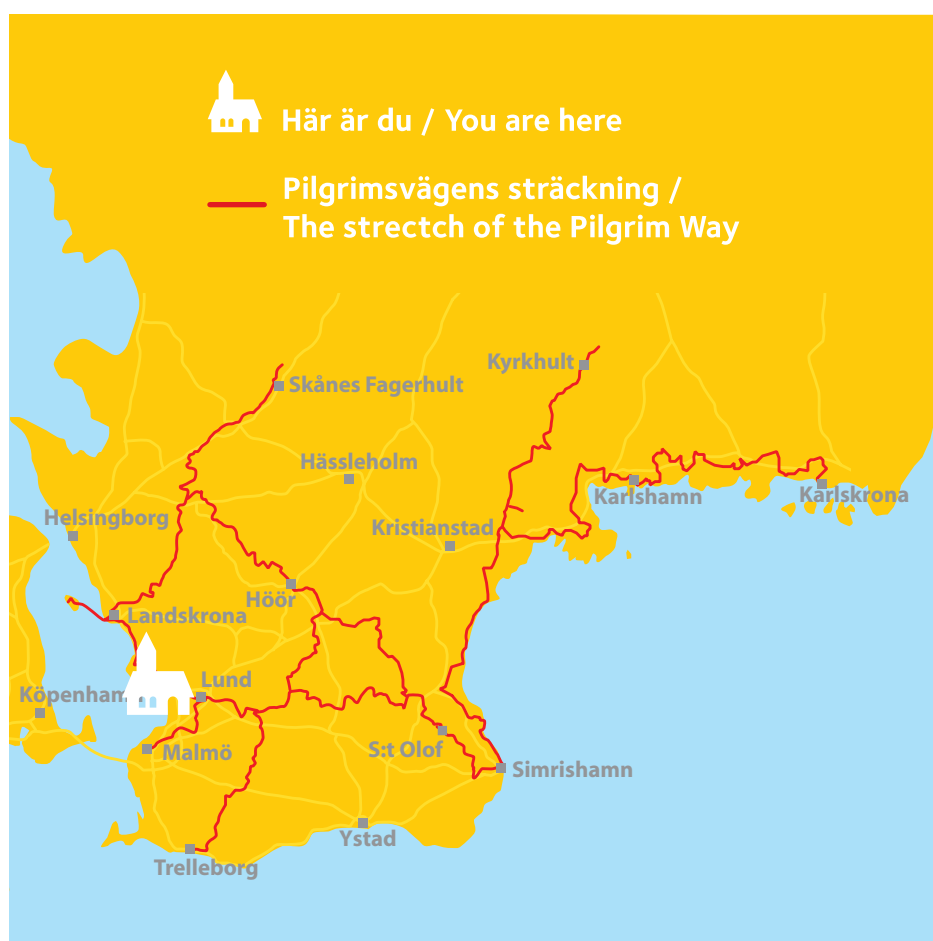 Här är du / You are here
Pilgrimsvägens sträckning /
The strectch of the Pilgrim Way
Kyrkhult
Skånes Fagerhult
Hässleholm
Karlshamn
Karlskrona
Helsingborg
Kristianstad
Höör
Landskrona
Lund
Köpenham
Malmö
S:t Olof
Simrishamn
Ystad
Trelleborg